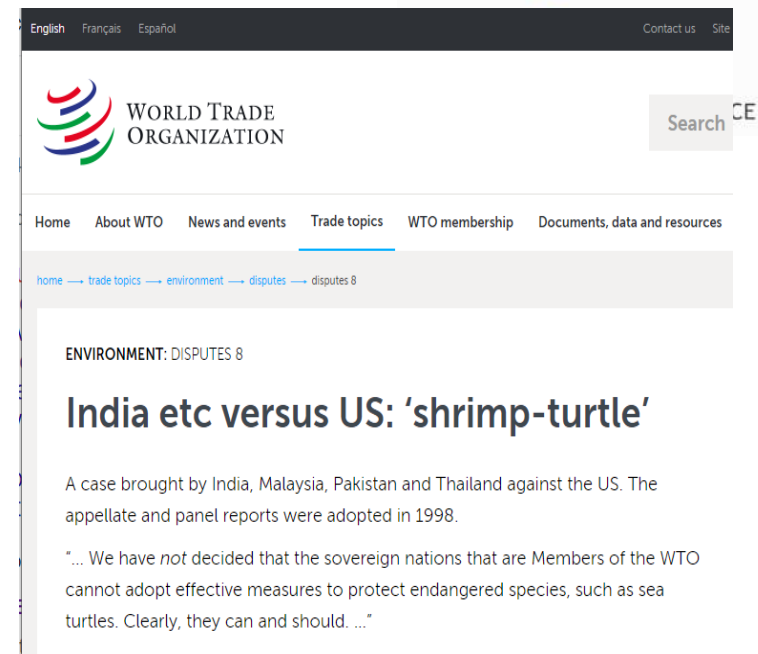 English Français Español Contact us Site
WORLD TRADE
ORGANIZATION
Search
CE
Home About WTO News and events Trade topics WTO membership Documents, data and resources
home → trade topics → environment → disputes → disputes 8
ENVIRONMENT: DISPUTES 8
India etc versus US: ‘shrimp-turtle’
A case brought by India, Malaysia, Pakistan and Thailand against the US. The
appellate and panel reports were adopted in 1998.
“... We have not decided that the sovereign nations that are Members of the WTO
cannot adopt effective measures to protect endangered species, such as sea
turtles. Clearly, they can and should. ...”